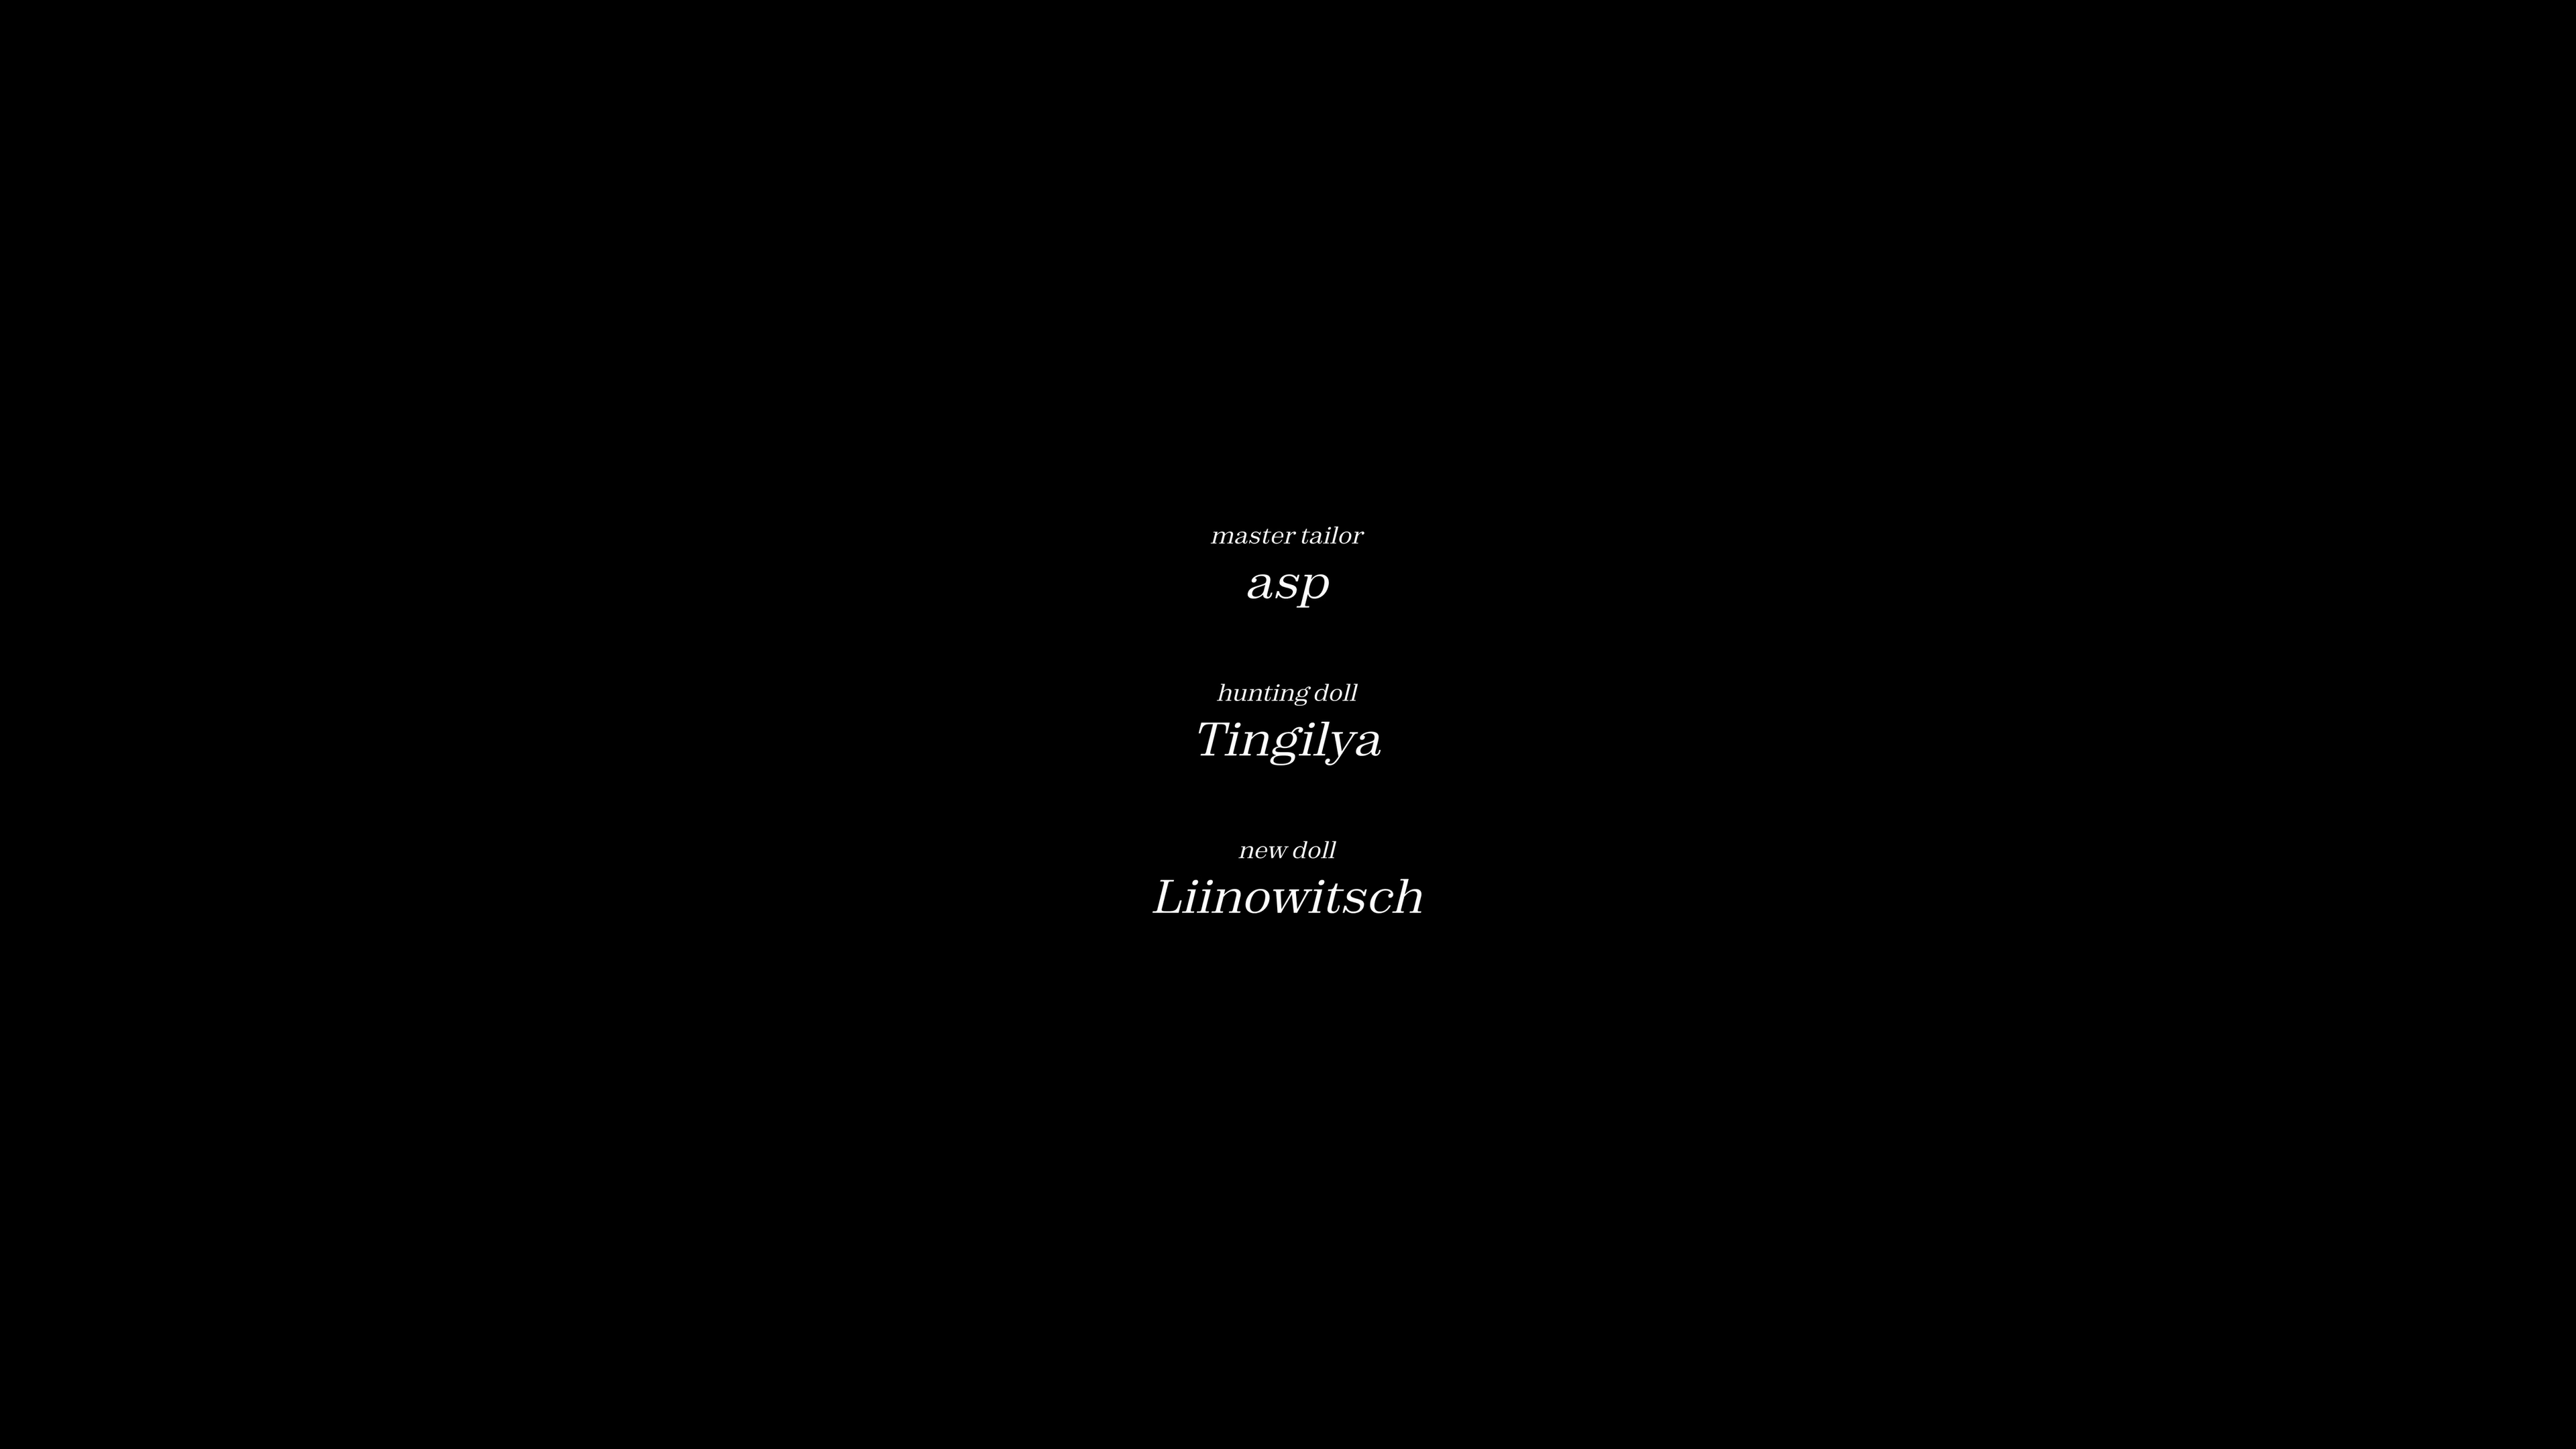 master tailor
asp
hunting doll
Tingilya
new doll
Liinowitsch